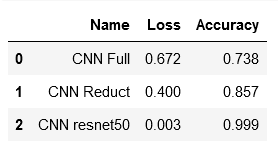 Name Loss Accuracy
0 CNN Full 0.672 0.738
1 CNN Reduct 0.400 0.857
2 CNN resnet50 0.003 0.999